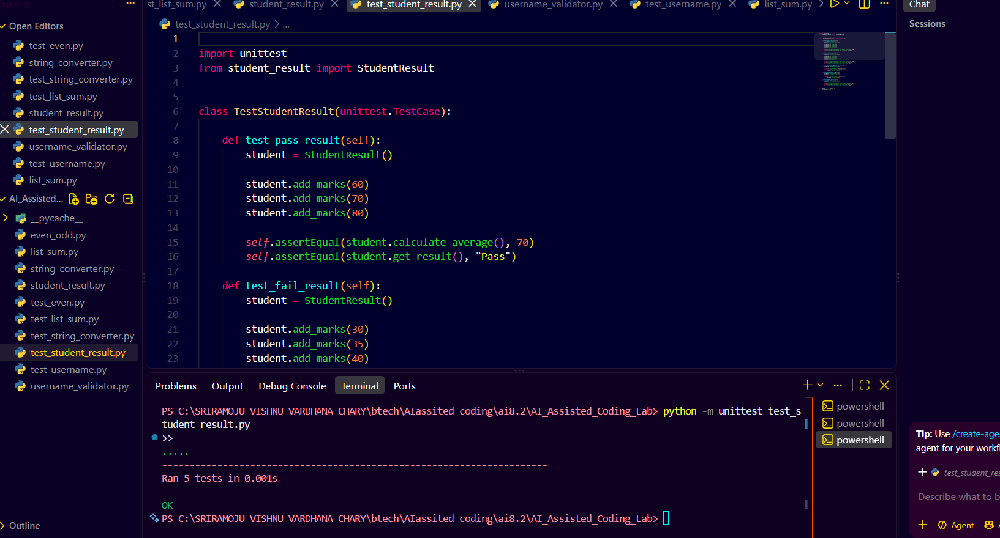 Explorer ...
st_list_sum.py student_result.py test_student_result.py username_validator.py test_username.py list_sum.py ...
Chat
Sessions
Open Editors
test_even.py
string_converter.py
test_string_converter.py
test_list_sum.py
student_result.py
test_student_result.py
username_validator.py
test_username.py
list_sum.py
AI_Assisted...
__pycache__
even_odd.py
list_sum.py
string_converter.py
student_result.py
test_even.py
test_list_sum.py
test_string_converter.py
test_student_result.py
test_username.py
username_validator.py
Outline
test_student_result.py > ...
1
2 import unittest
3 from student_result import StudentResult
4
5
6 class TestStudentResult(unittest.TestCase):
7
8 def test_pass_result(self):
9 student = StudentResult()
10
11 student.add_marks(60)
12 student.add_marks(70)
13 student.add_marks(80)
14
15 self.assertEqual(student.calculate_average(), 70)
16 self.assertEqual(student.get_result(), "Pass")
17
18 def test_fail_result(self):
19 student = StudentResult()
20
21 student.add_marks(30)
22 student.add_marks(35)
23 student.add_marks(40)
Problems Output Debug Console Terminal Ports
PS C:\SRIRAMOJU VISHNU VARDHANA CHARY\btech\AIassited coding\ai8.2\AI_Assisted_Coding_Lab> python -m unittest test_s
tudent_result.py
>>
.....
----------------------------------------------------------------------
Ran 5 tests in 0.001s
OK
PS C:\SRIRAMOJU VISHNU VARDHANA CHARY\btech\AIassited coding\ai8.2\AI_Assisted_Coding_Lab>
powershell
powershell
powershell
Tip: Use /create-age
agent for your workf
test_student_res
Describe what to b
Agent